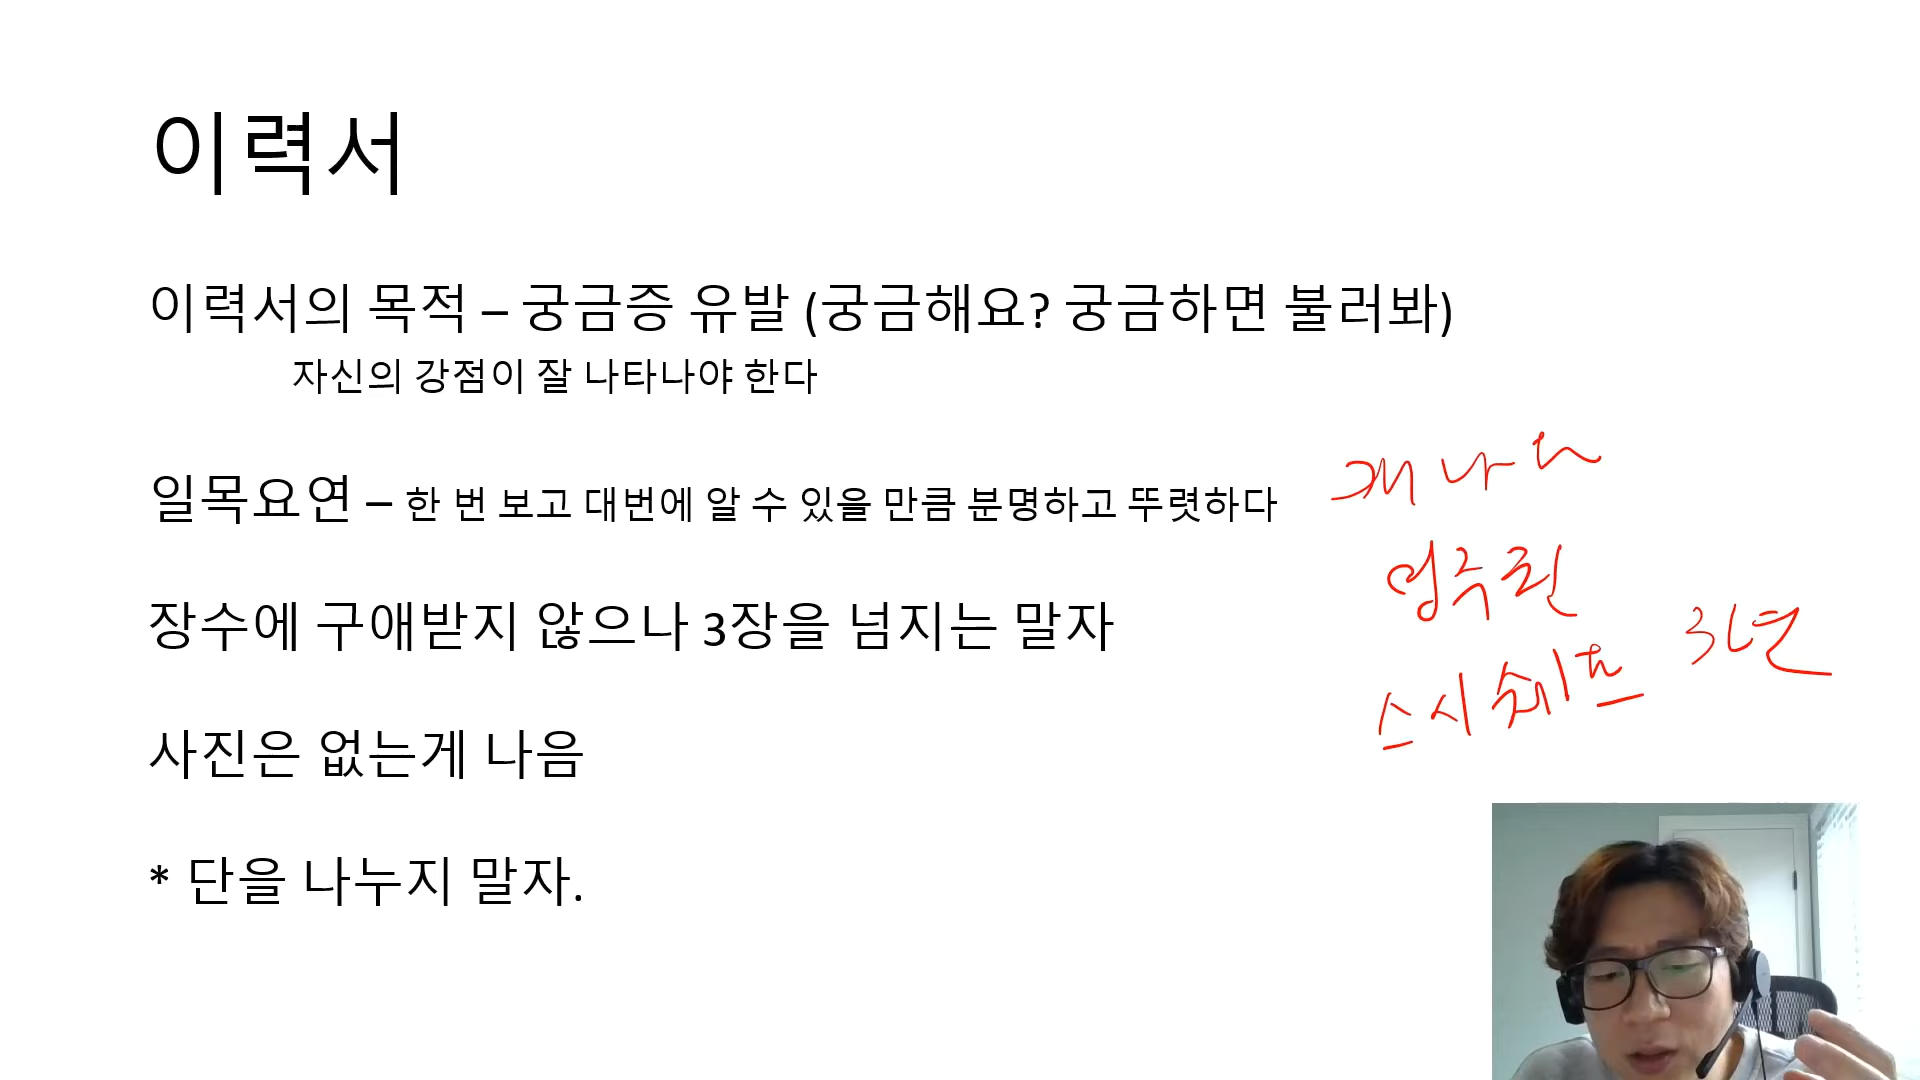 이력서
이력서의 목적 – 궁금증 유발 (궁금해요? 궁금하면 불러봐)
자신의 강점이 잘 나타나야 한다
일목요연 – 한 번 보고 대번에 알 수 있을 만큼 분명하고 뚜렷하다
장수에 구애받지 않으나 3장을 넘지는 말자
사진은 없는게 나음
* 단을 나누지 말자.
캐나다
스시 쉐프 3년